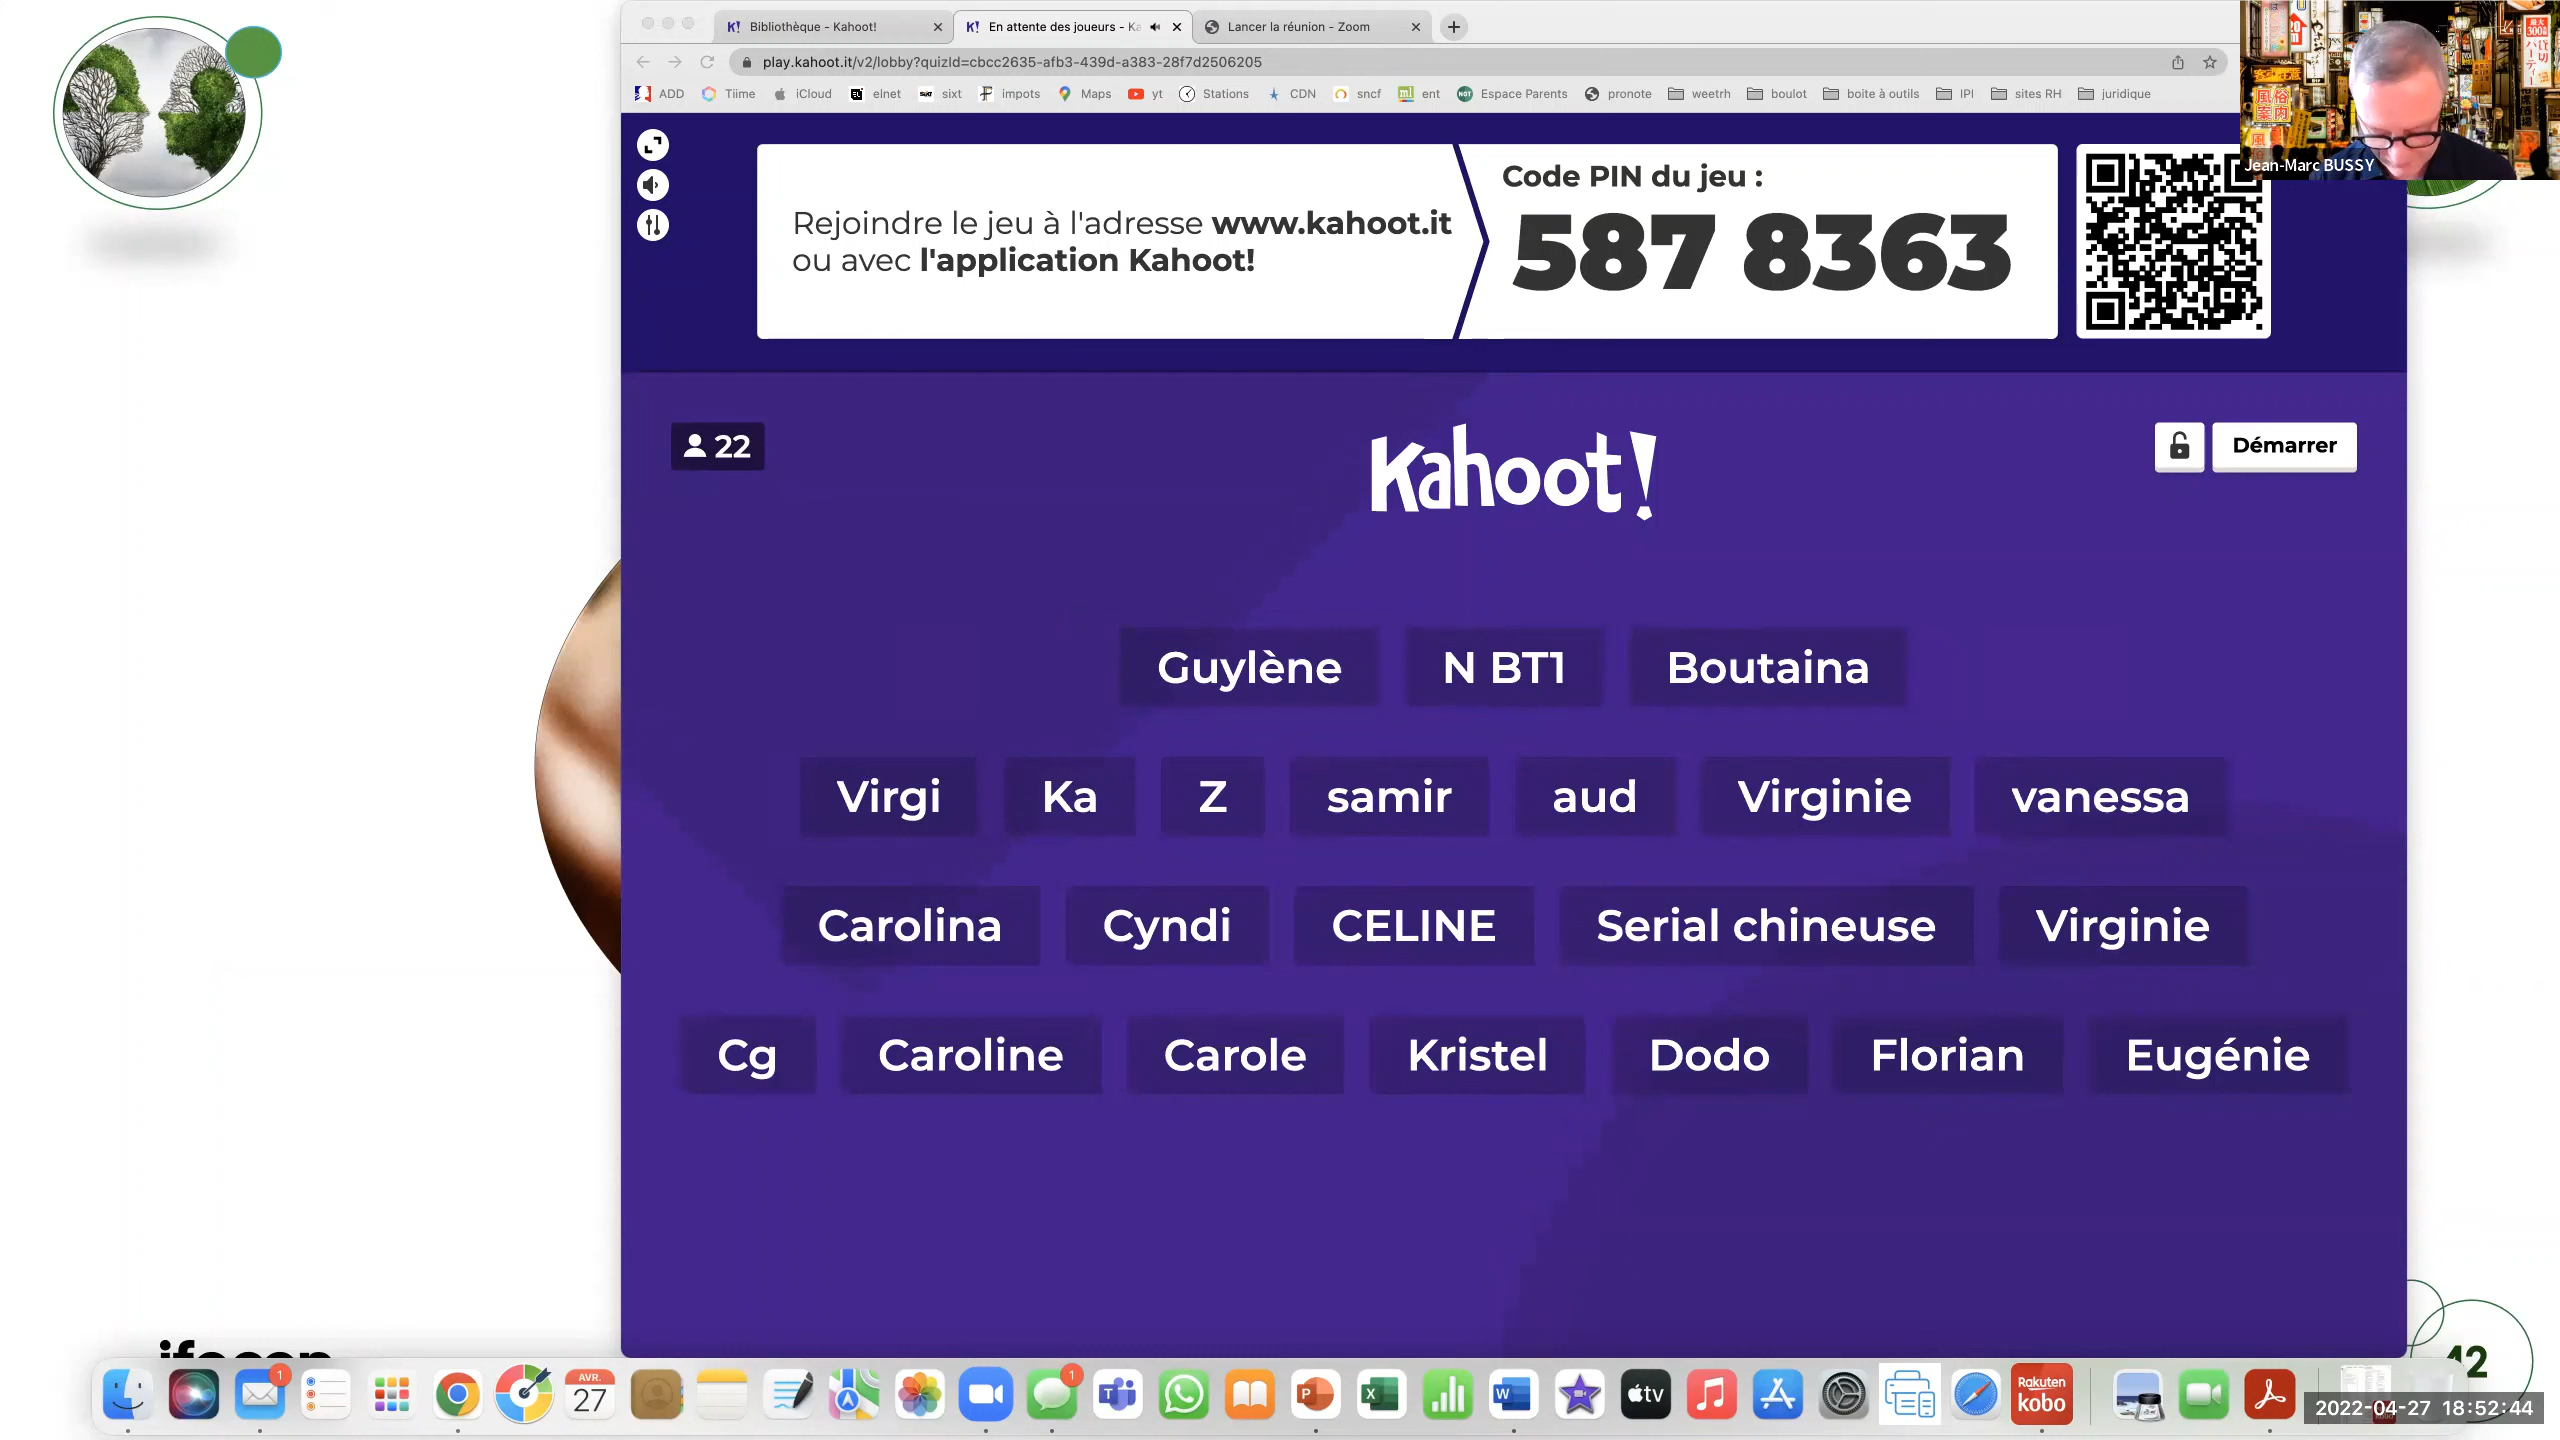 Bibliothèque - Kahoot!
En attente des joueurs - Ka
Lancer la réunion - Zoom
play.kahoot.it/v2/lobby?quizId=cbcc2635-afb3-439d-a383-28f7d2506205
ADD Tiime iCloud elnet sixt impots Maps yt Stations CDN sncf ent Espace Parents pronote weetrh boulot boite à outils IPI sites RH juridique
Jean-Marc BUSSY
Rejoindre le jeu à l'adresse www.kahoot.it
ou avec l'application Kahoot!
Code PIN du jeu :
587 8363
22
Kahoot!
Démarrer
Guylène N BT1 Boutaina
Virgi Ka Z samir aud Virginie vanessa
Carolina Cyndi CELINE Serial chineuse Virginie
Cg Caroline Carole Kristel Dodo Florian Eugénie
42
1
AVR.
27
1
tv
Rakuten
kobo
2022-04-27 18:52:44